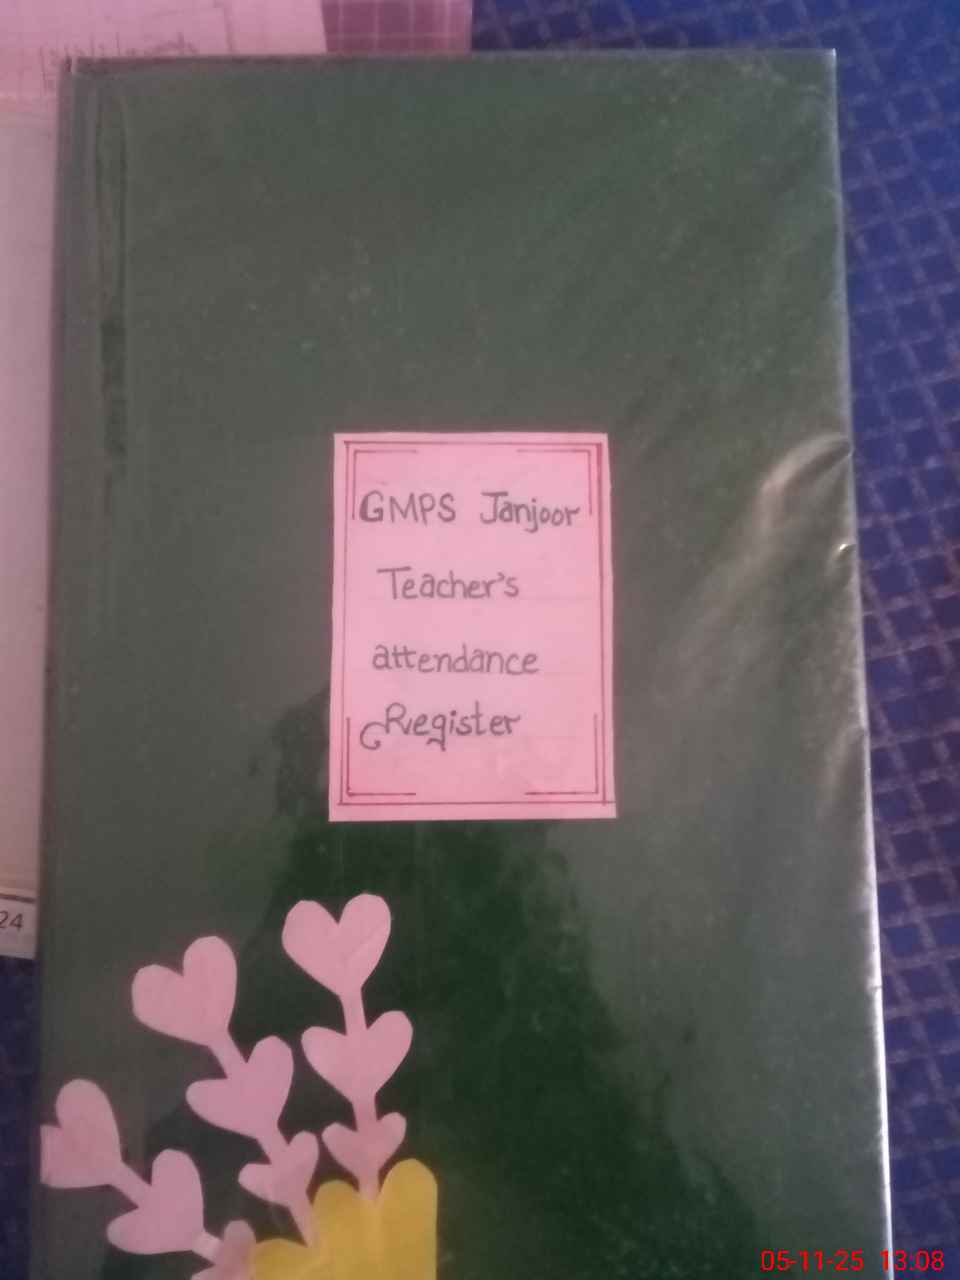 GMPS Janjoor
Teacher's
attendance
Register
24
05-11-25 13:08